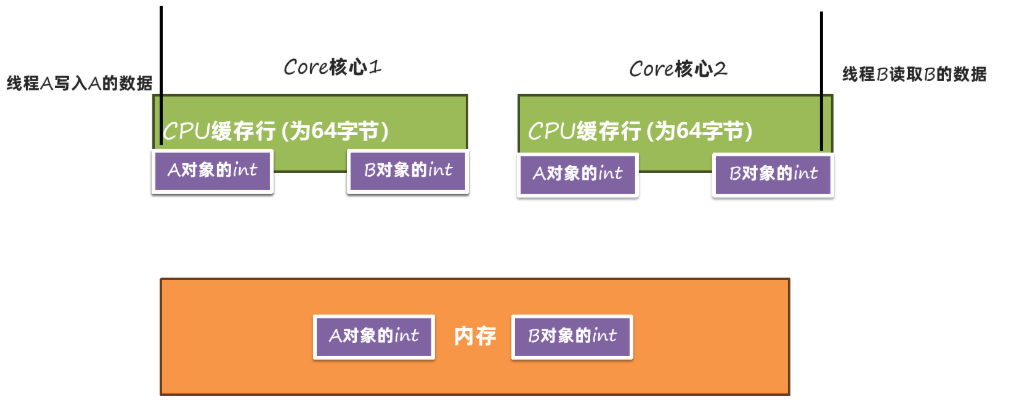 Core核心1
Core核心2
线程A写入A的数据
线程B读取B的数据
CPU缓存行 (为64字节)
CPU缓存行 (为64字节)
A对象的int
B对象的int
A对象的int
B对象的int
A对象的int
内存
B对象的int